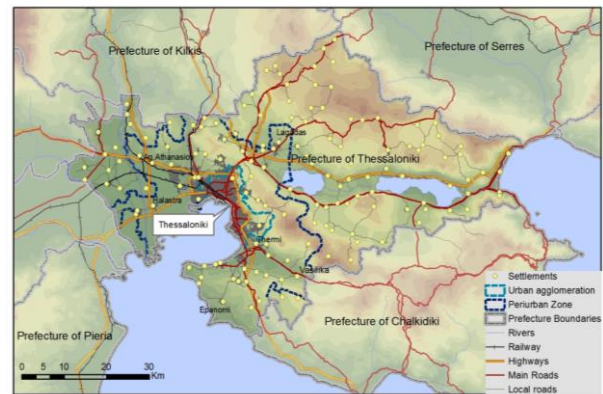 Prefecture of Kilkis
Prefecture of Serres
Lagadas
Prefecture of Thessaloniki
Ag.Athanasios
Halastra
Thessaloniki
Thermi
Vasilika
Epanomi
Prefecture of Chalkidiki
Prefecture of Pieria
Settlements
Urban agglomeration
Periurban Zone
Prefecture Boundaries
Rivers
Railway
Highways
Main Roads
Local roads
0 5 10 20 30
Km